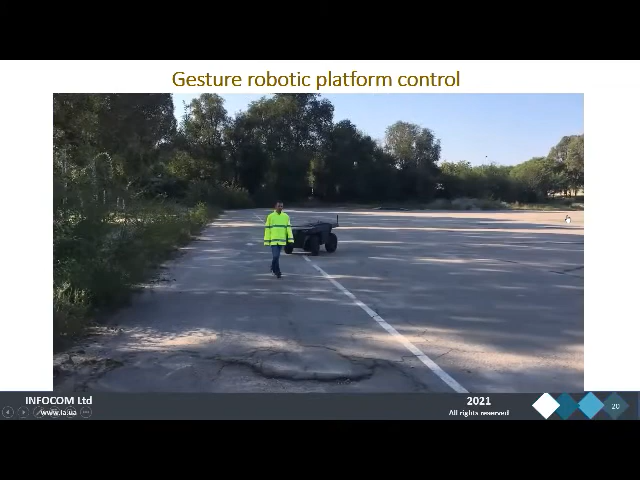 Gesture robotic platform control
INFOCOM Ltd
www.ia.ua
2021
All rights reserved
20